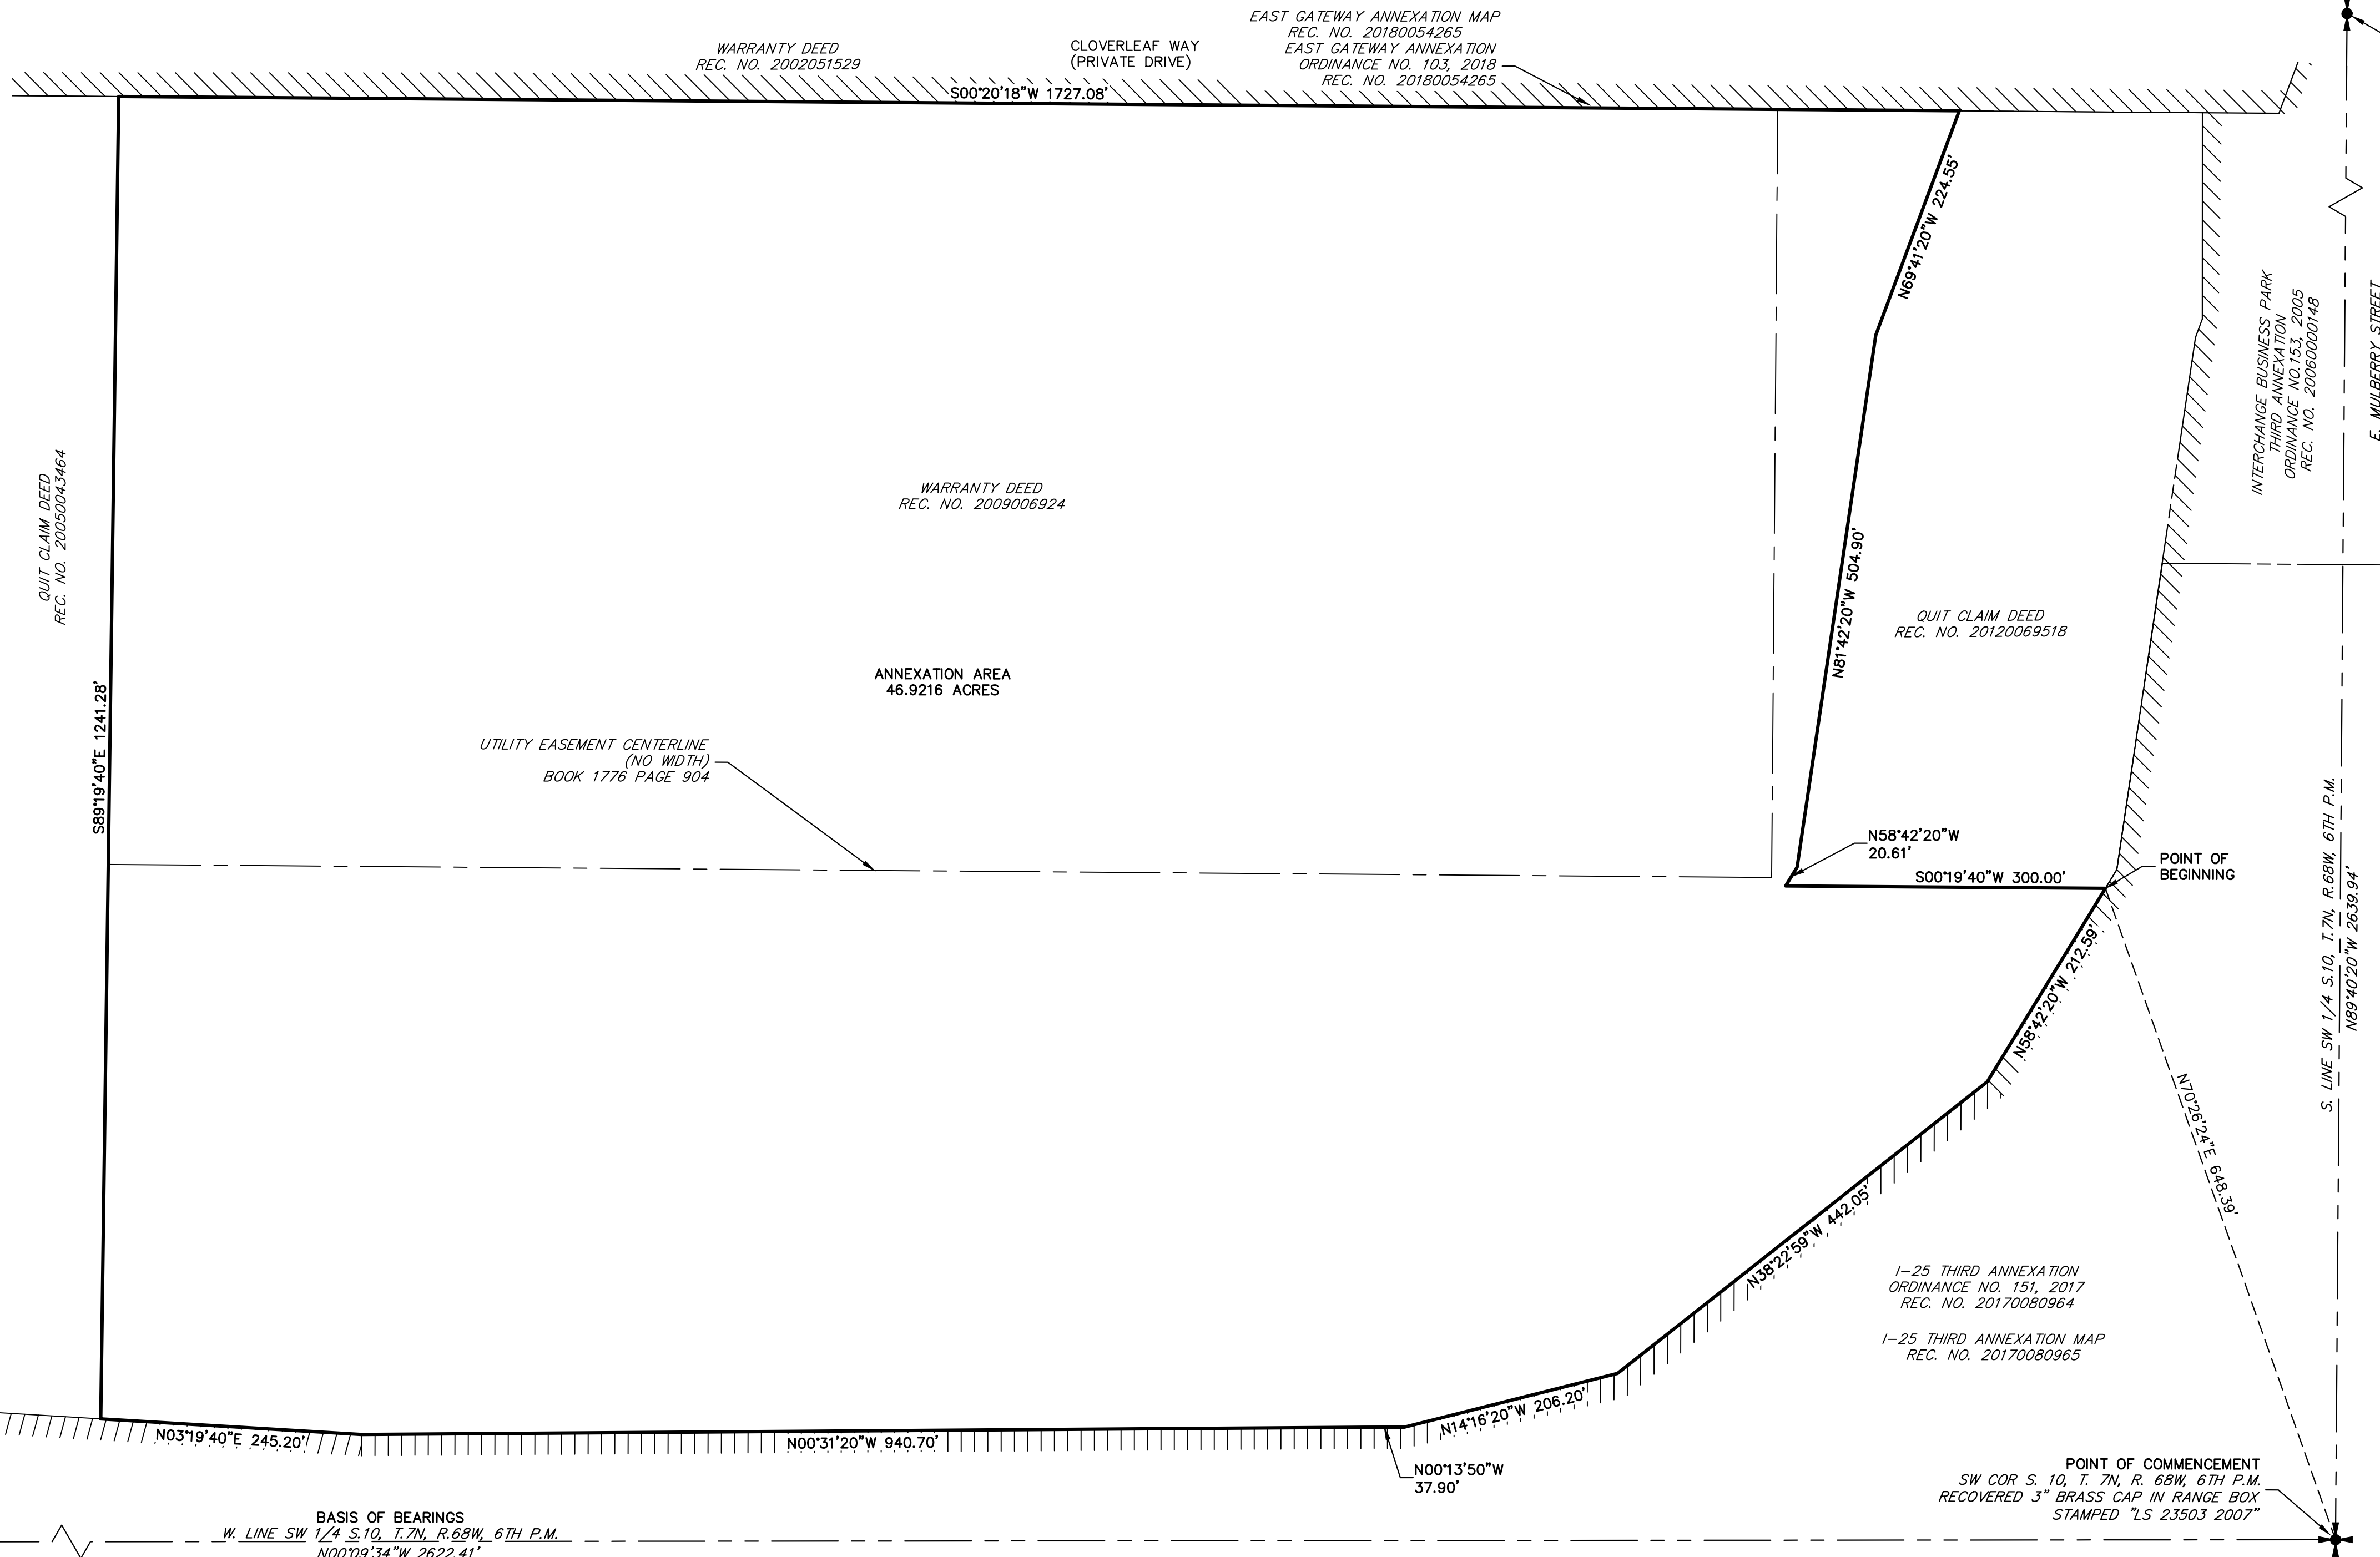 EAST GATEWAY ANNEXATION MAP
REC. NO. 20180054265
EAST GATEWAY ANNEXATION
ORDINANCE NO. 103, 2018
REC. NO. 20180054265
WARRANTY DEED
REC. NO. 2002051529
CLOVERLEAF WAY
(PRIVATE DRIVE)
S00°20'18"W 1727.08'
N69°41'20"W 224.55'
INTERCHANGE BUSINESS PARK
THIRD ANNEXATION
ORDINANCE NO.153, 2005
REC. NO. 20060000148
E. MULBERRY STREET
QUIT CLAIM DEED
REC. NO. 20050043464
WARRANTY DEED
REC. NO. 2009006924
N81°42'20"W 504.90'
QUIT CLAIM DEED
REC. NO. 20120069518
ANNEXATION AREA
46.9216 ACRES
S89°19'40"E 1241.28'
UTILITY EASEMENT CENTERLINE
(NO WIDTH)
BOOK 1776 PAGE 904
N58°42'20"W
20.61'
S00°19'40"W 300.00'
POINT OF
BEGINNING
S. LINE SW 1/4 S.10, T.7N, R.68W, 6TH P.M.
N89°40'20"W 2639.94'
N58°42'20"W 212.59'
N70°26'24"E 648.39'
N38°22'59"W 442.05'
I-25 THIRD ANNEXATION
ORDINANCE NO. 151, 2017
REC. NO. 20170080964
I-25 THIRD ANNEXATION MAP
REC. NO. 20170080965
N14°16'20"W 206.20'
N03°19'40"E 245.20'
N00°31'20"W 940.70'
N00°13'50"W
37.90'
POINT OF COMMENCEMENT
SW COR S. 10, T. 7N, R. 68W, 6TH P.M.
RECOVERED 3" BRASS CAP IN RANGE BOX
STAMPED "LS 23503 2007"
BASIS OF BEARINGS
W. LINE SW 1/4 S.10, T.7N, R.68W, 6TH P.M.
N00°09'34"W 2622.41'